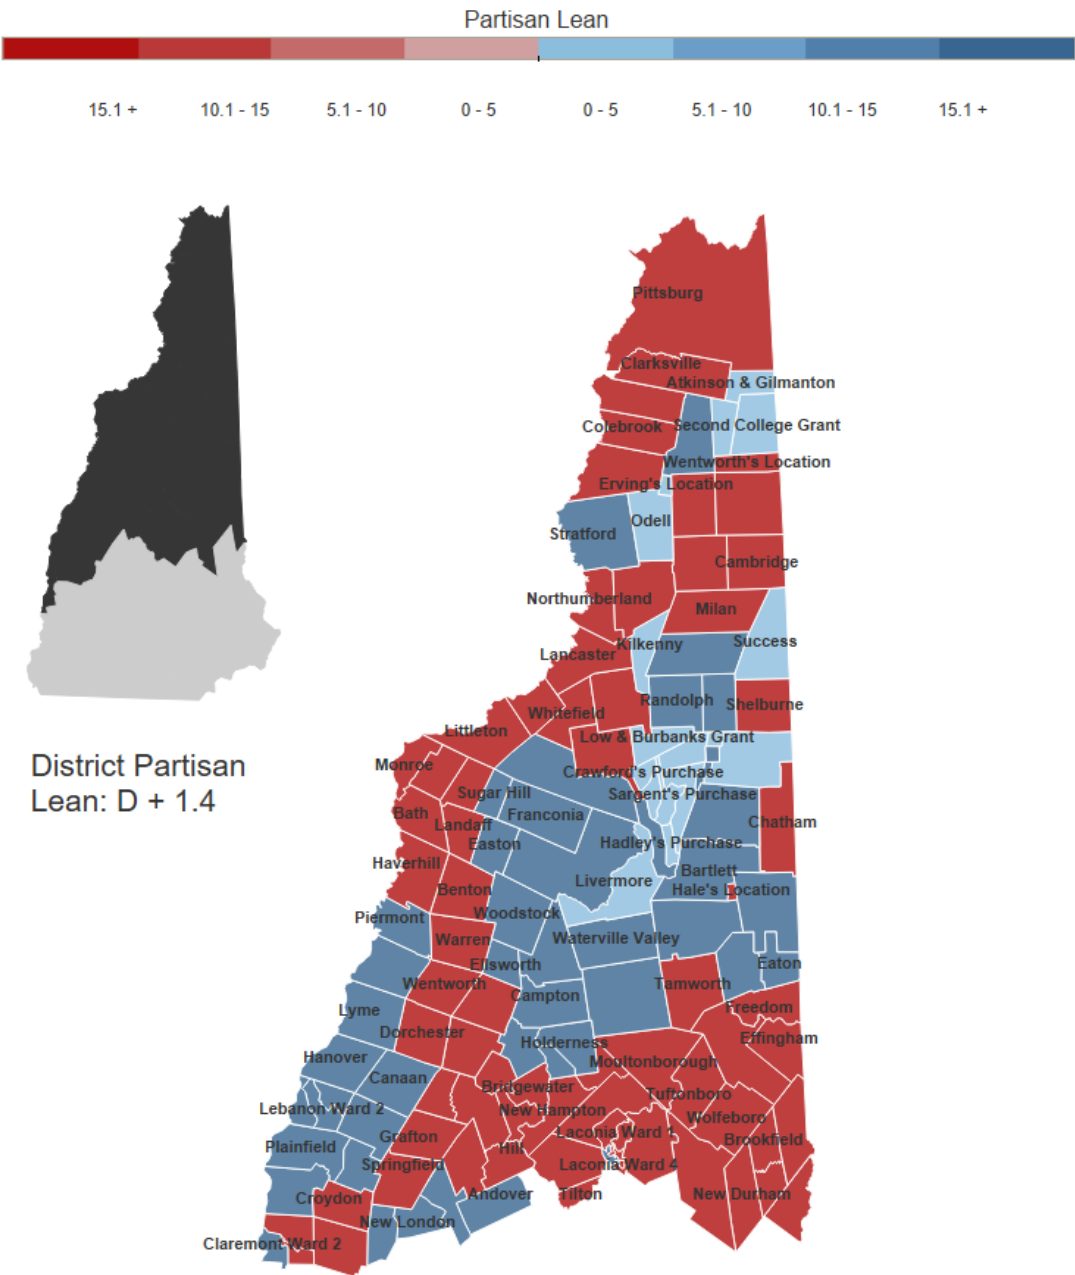 Partisan Lean
15.1 + 10.1 - 15 5.1 - 10 0 - 5 0 - 5 5.1 - 10 10.1 - 15 15.1 +
Pittsburg
Clarksville
Atkinson & Gilmanton
Colebrook Second College Grant
Wentworth's Location
Erving's Location
Odell
Stratford
Cambridge
Northumberland
Milan
Success
Kilkenny
Lancaster
Randolph
Shelburne
Whitefield
Littleton
Low & Burbanks Grant
Monroe
Crawford's Purchase
District Partisan
Lean: D + 1.4
Sugar Hill
Sargent's Purchase
Bath
Franconia
Landaff
Chatham
Easton
Hadley's Purchase
Haverhill
Bartlett
Livermore
Benton
Hale's Location
Piermont
Woodstock
Warren
Waterville Valley
Ellsworth
Eaton
Wentworth
Tamworth
Campton
Freedom
Lyme
Dorchester
Effingham
Holderness
Hanover
Moultonborough
Canaan
Bridgewater
Tuftonboro
Lebanon Ward 2
New Hampton
Wolfeboro
Laconia Ward 1
Grafton
Brookfield
Plainfield
Hill
Springfield
Laconia Ward 4
Croydon
Andover
Tilton
New Durham
New London
Claremont Ward 2